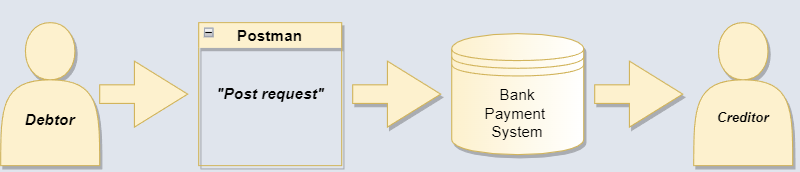 Postman
"Post request"
Debtor
Bank
Payment
System
Creditor